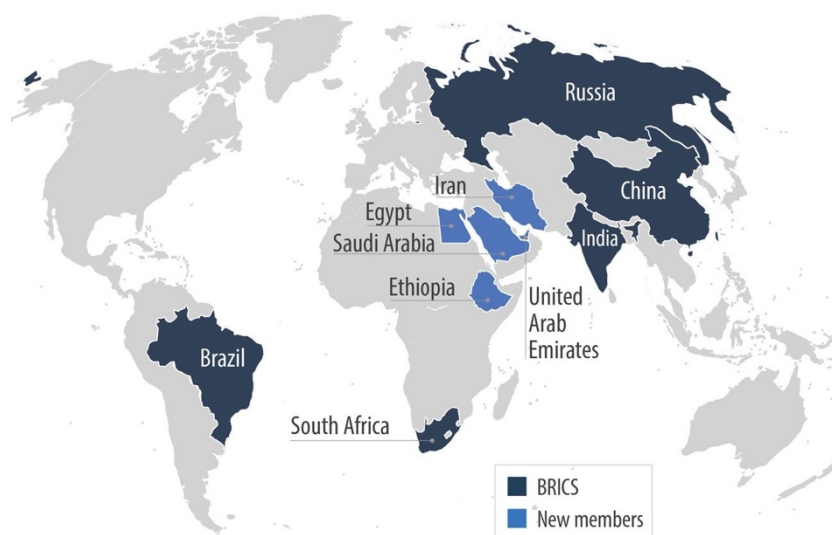 Russia
Iran
China
Egypt
India
Saudi Arabia
Ethiopia
United
Arab
Emirates
Brazil
South Africa
BRICS
New members